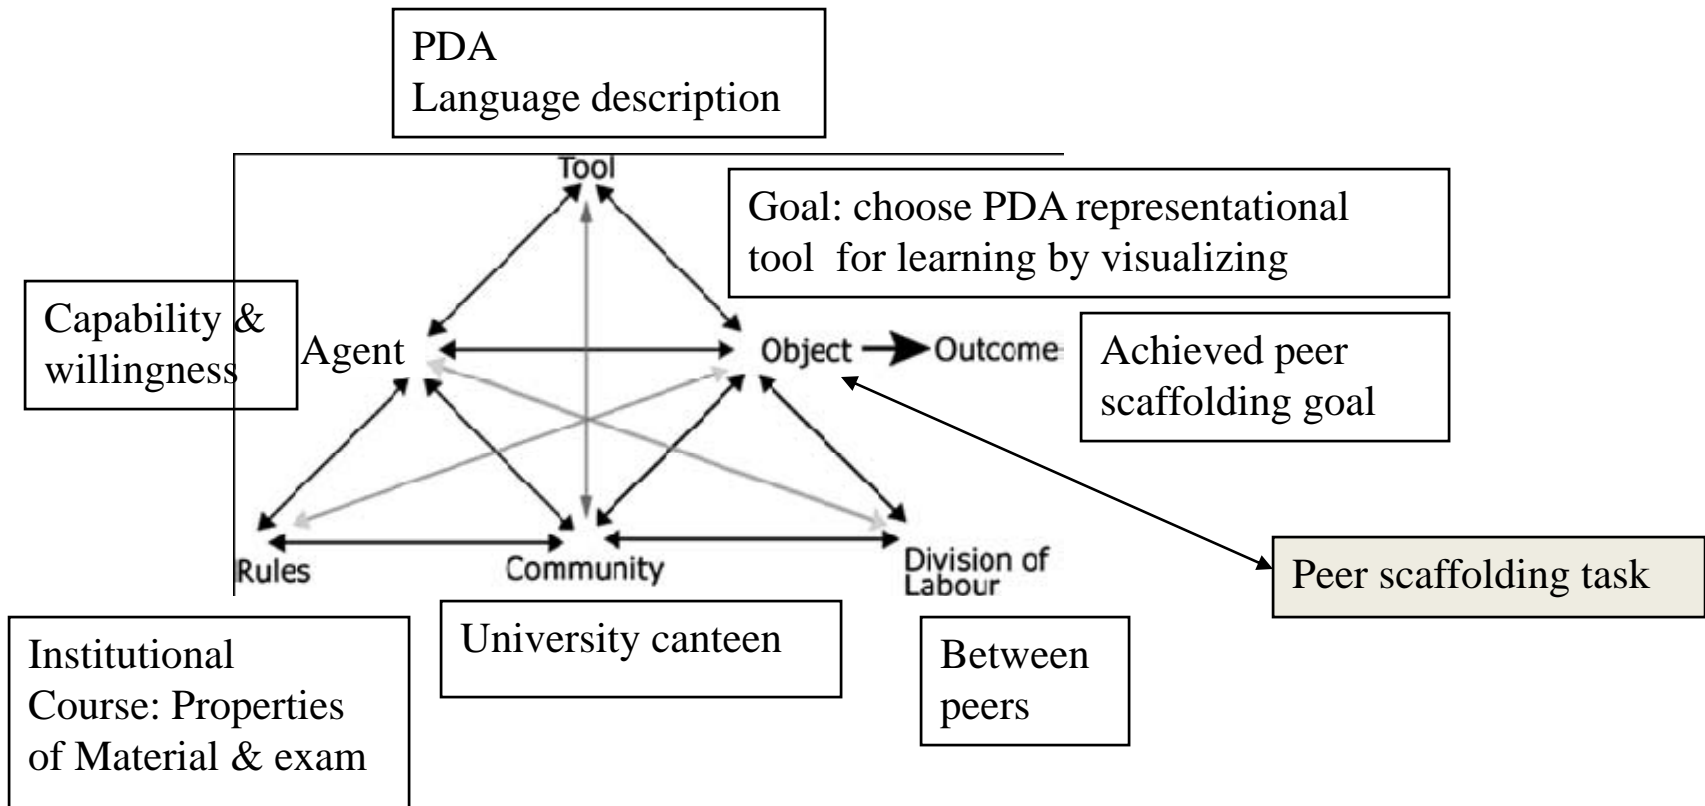 PDA
Language description
Tool
Goal: choose PDA representational
tool for learning by visualizing
Capability &
willingness
Agent
Object
Outcome
Achieved peer
scaffolding goal
Rules
Community
Division of
Labour
Peer scaffolding task
Institutional
Course: Properties
of Material & exam
University canteen
Between
peers